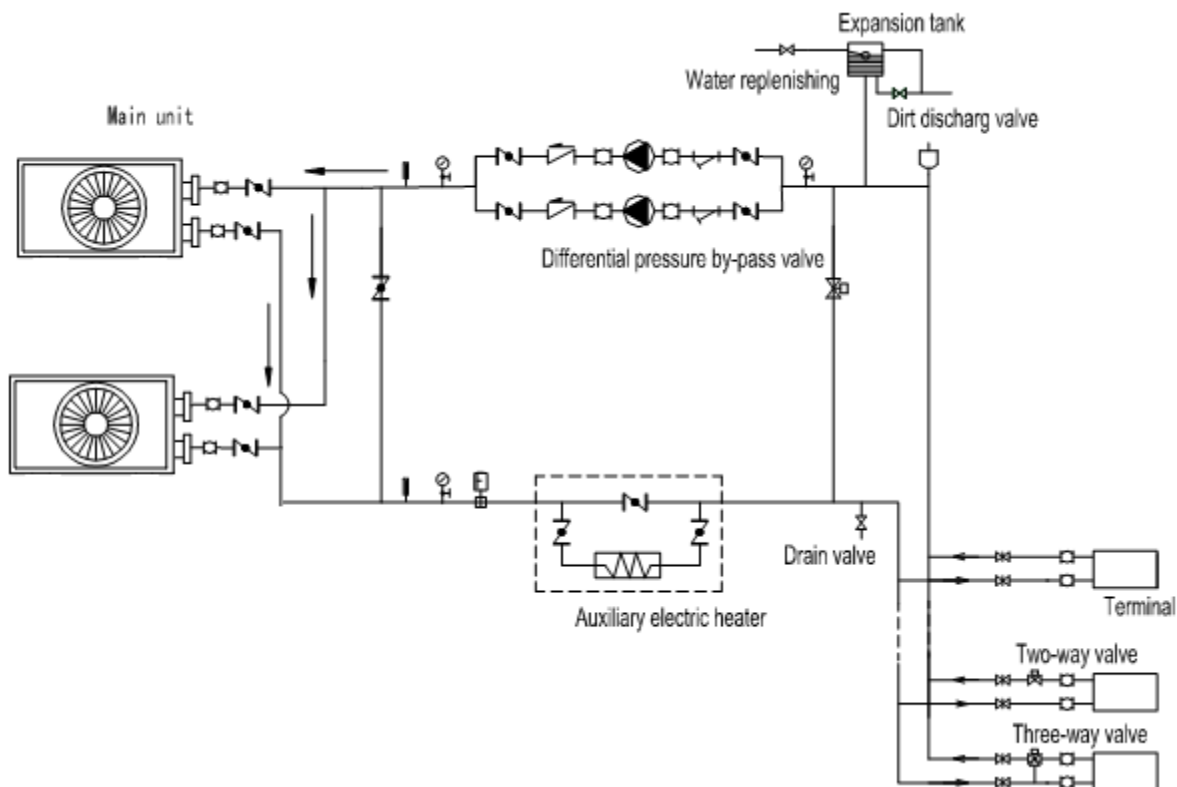 Expansion tank
Water replenishing
Dirt discharg valve
Main unit
Differential pressure by-pass valve
Drain valve
Auxiliary electric heater
Terminal
Two-way valve
Three-way valve